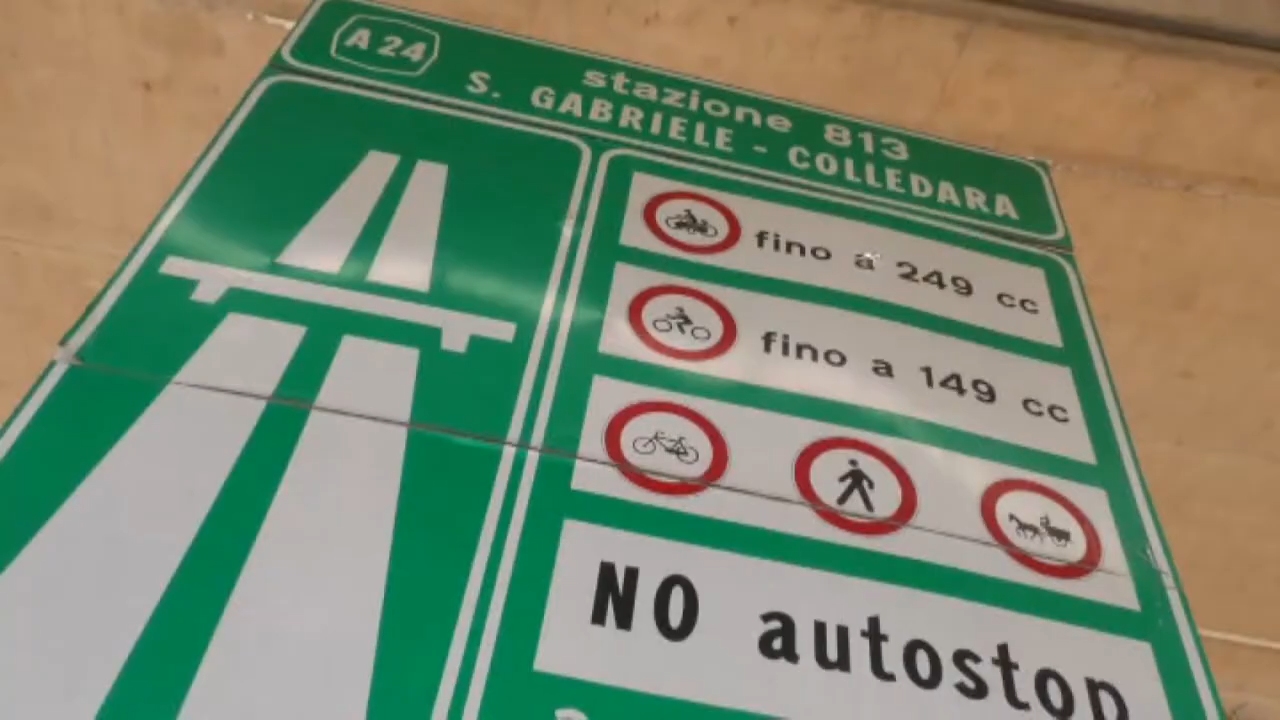 A 24
stazione 813
S. GABRIELE - COLLEDARA
fino a 249 cc
fino a 149 cc
NO autostop